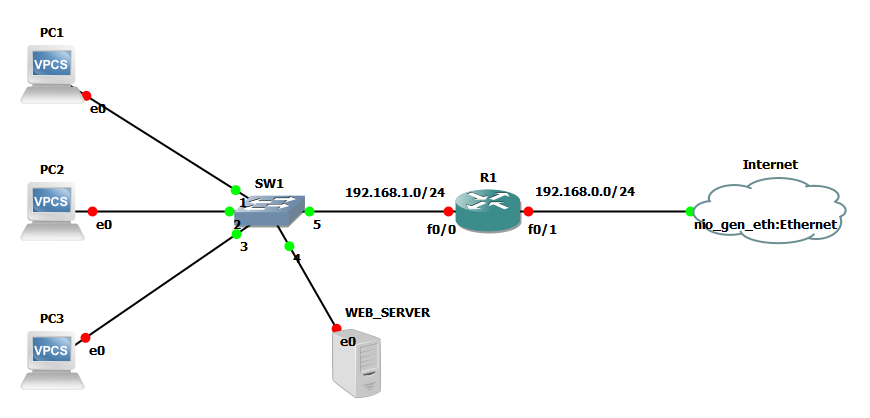 PC1
VPCS
e0
PC2
VPCS
e0
PC3
VPCS
e0
SW1
1
2
3
4
5
192.168.1.0/24
R1
f0/0
f0/1
192.168.0.0/24
Internet
nio_gen_eth:Ethernet
WEB_SERVER
e0